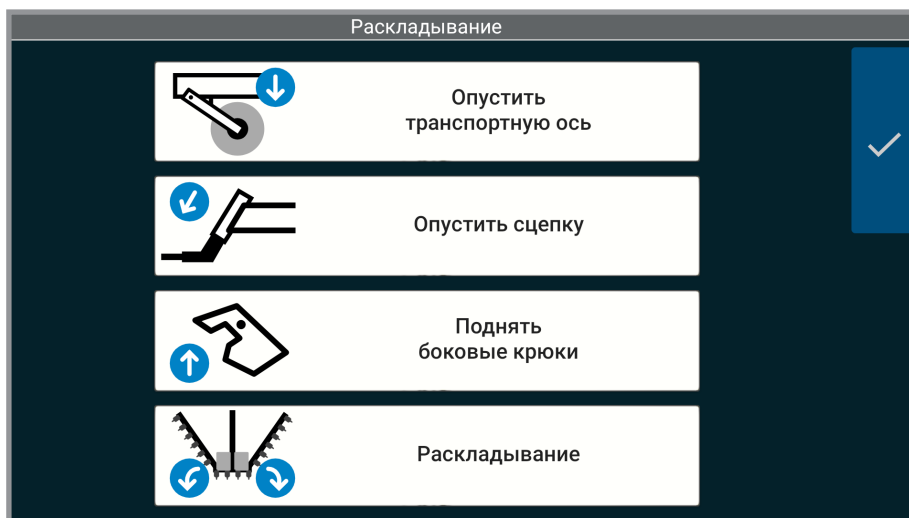 Раскладывание
Опустить
транспортную ось
Опустить сцепку
Поднять
боковые крюки
Раскладывание